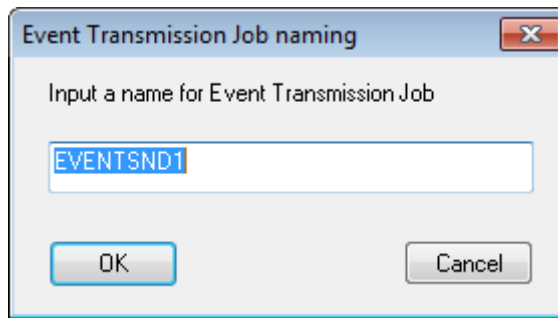 Event Transmission Job naming
Input a name for Event Transmission Job
EVENTSND1
OK
Cancel